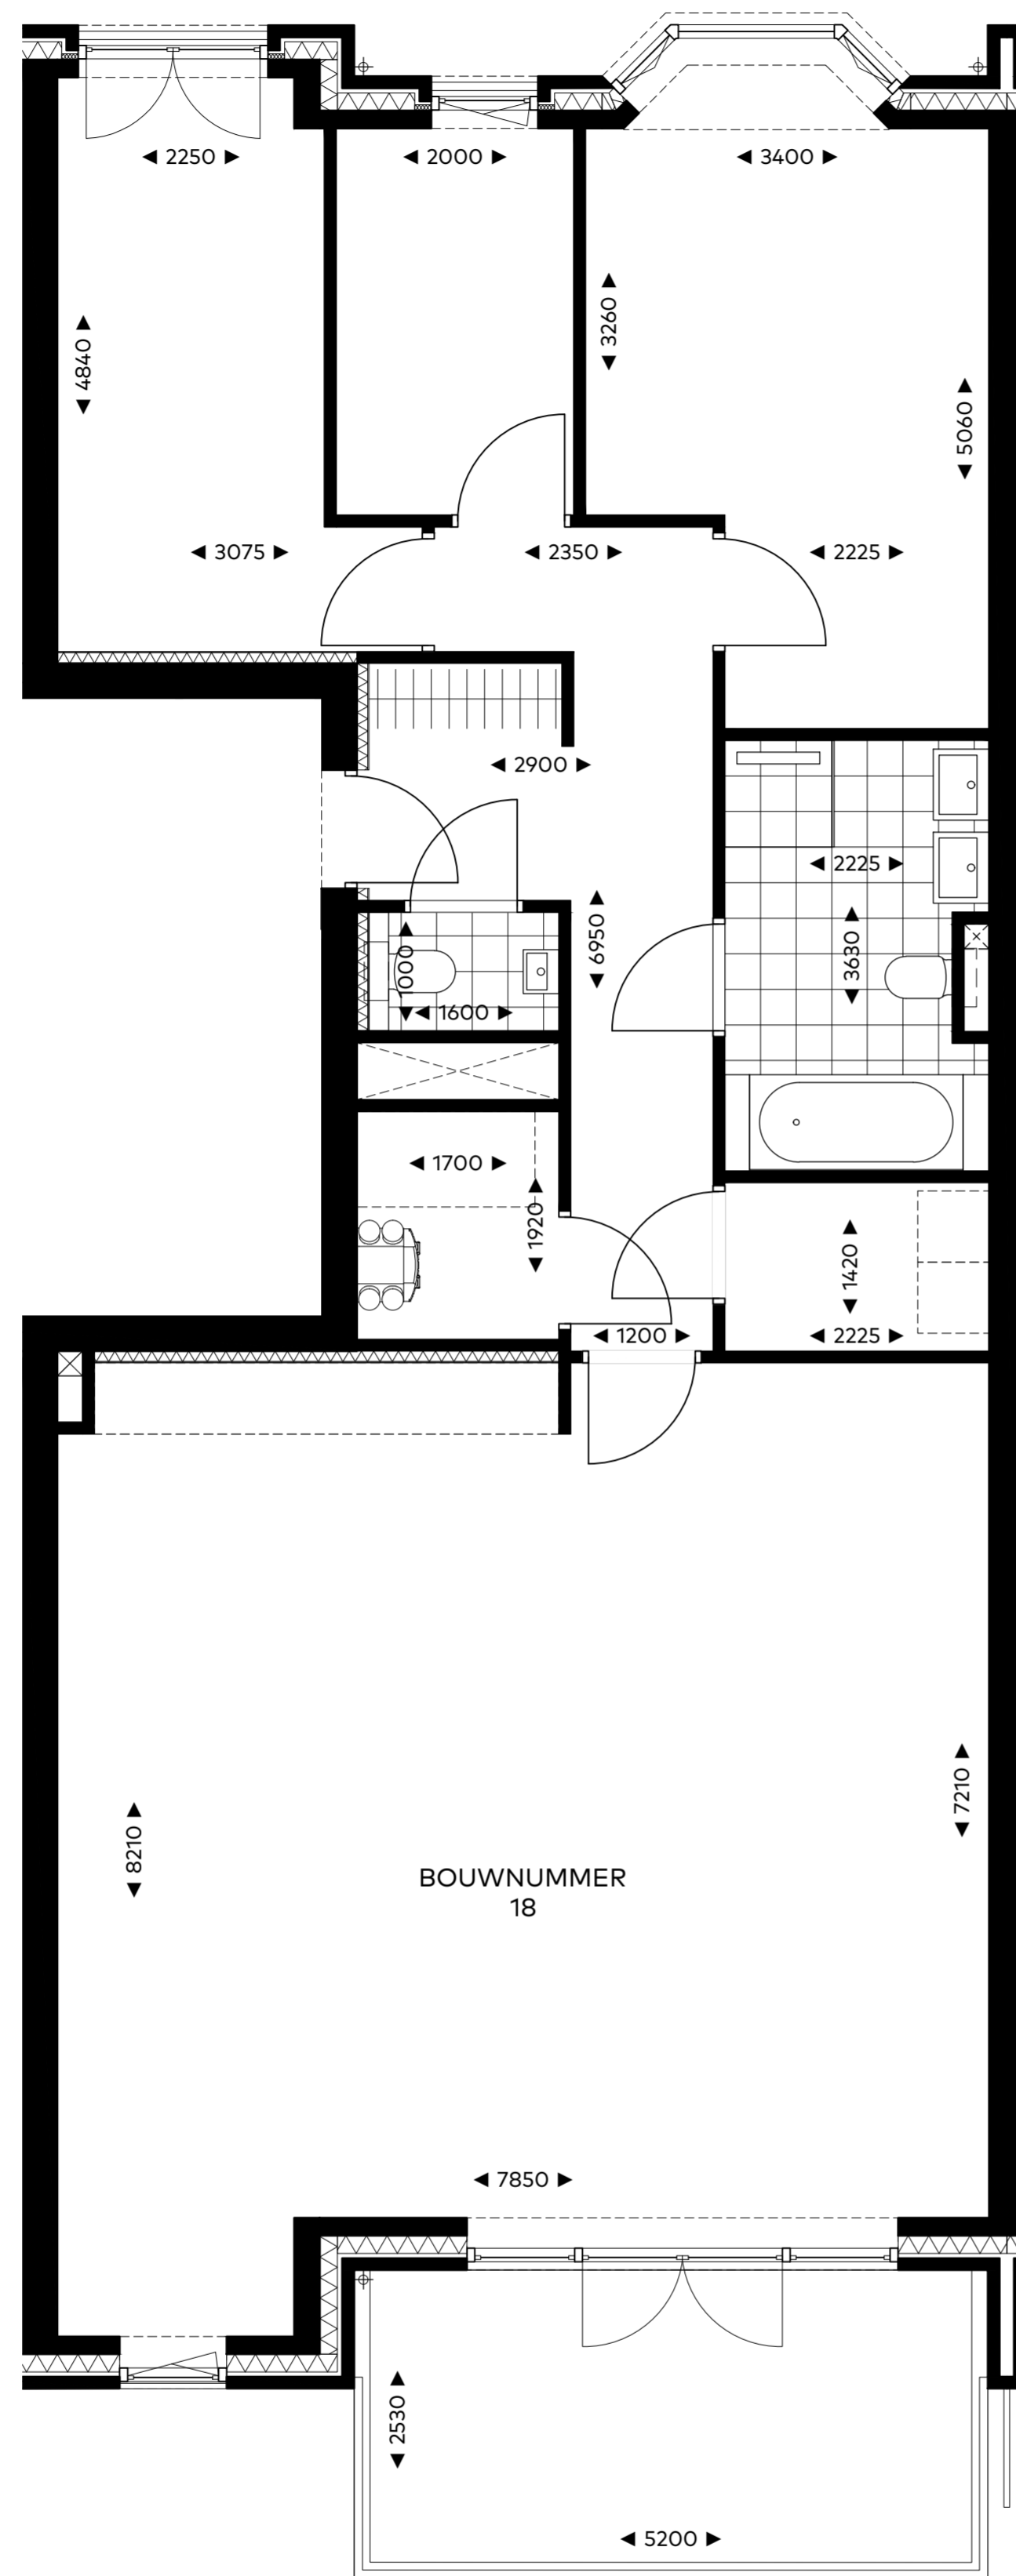 ◄ 2250 ►
◄ 2000 ►
◄ 3400 ►
◄ 3260 ►
◄ 4840 ►
◄ 5060 ►
◄ 3075 ►
◄ 2350 ►
◄ 2225 ►
◄ 2900 ►
◄ 2225 ►
◄ 6950 ►
◄ 3630 ►
◄ 1000 ►
◄ 1600 ►
◄ 1700 ►
◄ 1920 ►
◄ 1420 ►
◄ 1200 ►
◄ 2225 ►
◄ 7210 ►
◄ 8210 ►
BOUWNUMMER
18
◄ 7850 ►
◄ 2530 ►
◄ 5200 ►